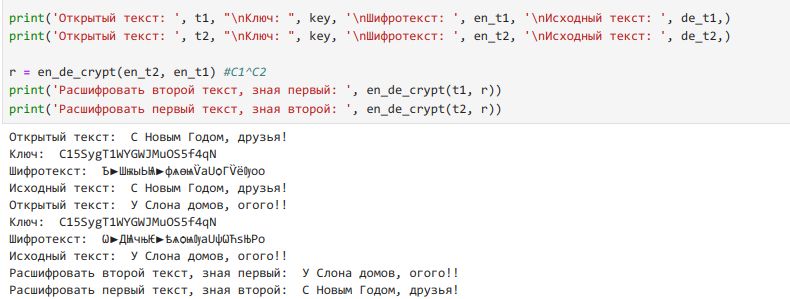 print('Открытый текст: ', t1, "\nКлюч: ", key, '\nШифротекст: ', en_t1, '\nИсходный текст: ', de_t1,)
print('Открытый текст: ', t2, "\nКлюч: ", key, '\nШифротекст: ', en_t2, '\nИсходный текст: ', de_t2,)
r = en_de_crypt(en_t2, en_t1) #C1^C2
print('Расшифровать второй текст, зная первый: ', en_de_crypt(t1, r))
print('Расшифровать первый текст, зная второй: ', en_de_crypt(t2, r))
Открытый текст:  С Новым Годом, друзья!
Ключ:  C15SygT1WYGWJMuOS5f4qN
Шифротекст:
Исходный текст:  С Новым Годом, друзья!
Открытый текст:  У Слона домов, огого!!
Ключ:  C15SygT1WYGWJMuOS5f4qN
Шифротекст:
Исходный текст:  У Слона домов, огого!!
Расшифровать второй текст, зная первый:  У Слона домов, огого!!
Расшифровать первый текст, зная второй:  С Новым Годом, друзья!